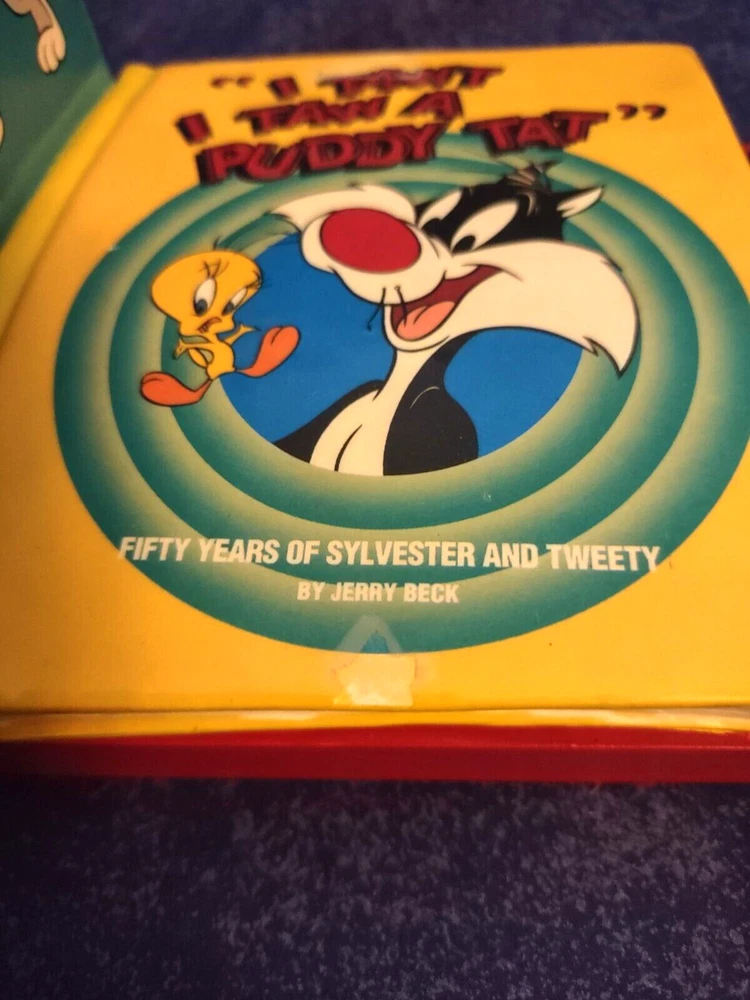 "I TAWT
I TAW A
PUDDY TAT"
FIFTY YEARS OF SYLVESTER AND TWEETY
BY JERRY BECK